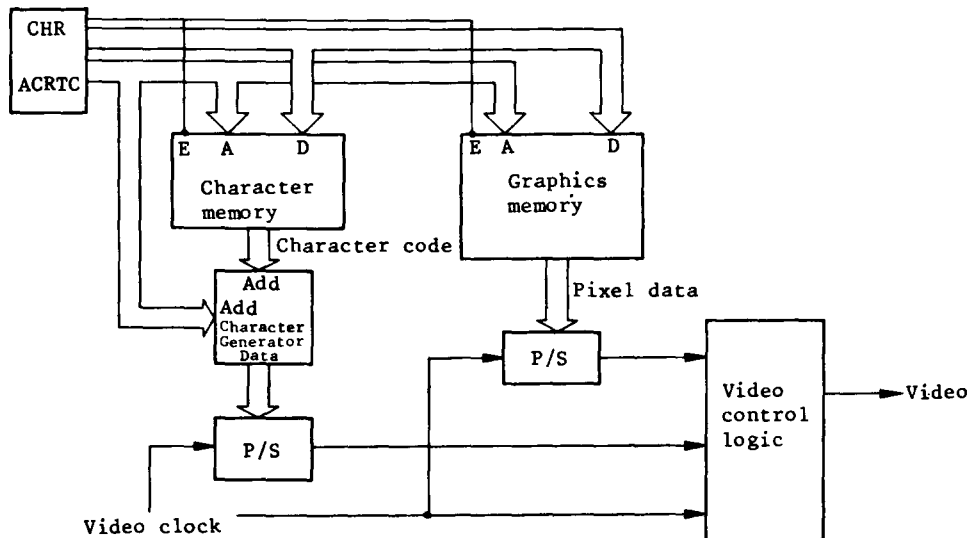 CHR
ACRTC
E A D
Character
memory
E A D
Graphics
memory
Character code
Add
Add
Character
Generator
Data
Pixel data
P/S
P/S
Video
control
logic
Video
Video clock